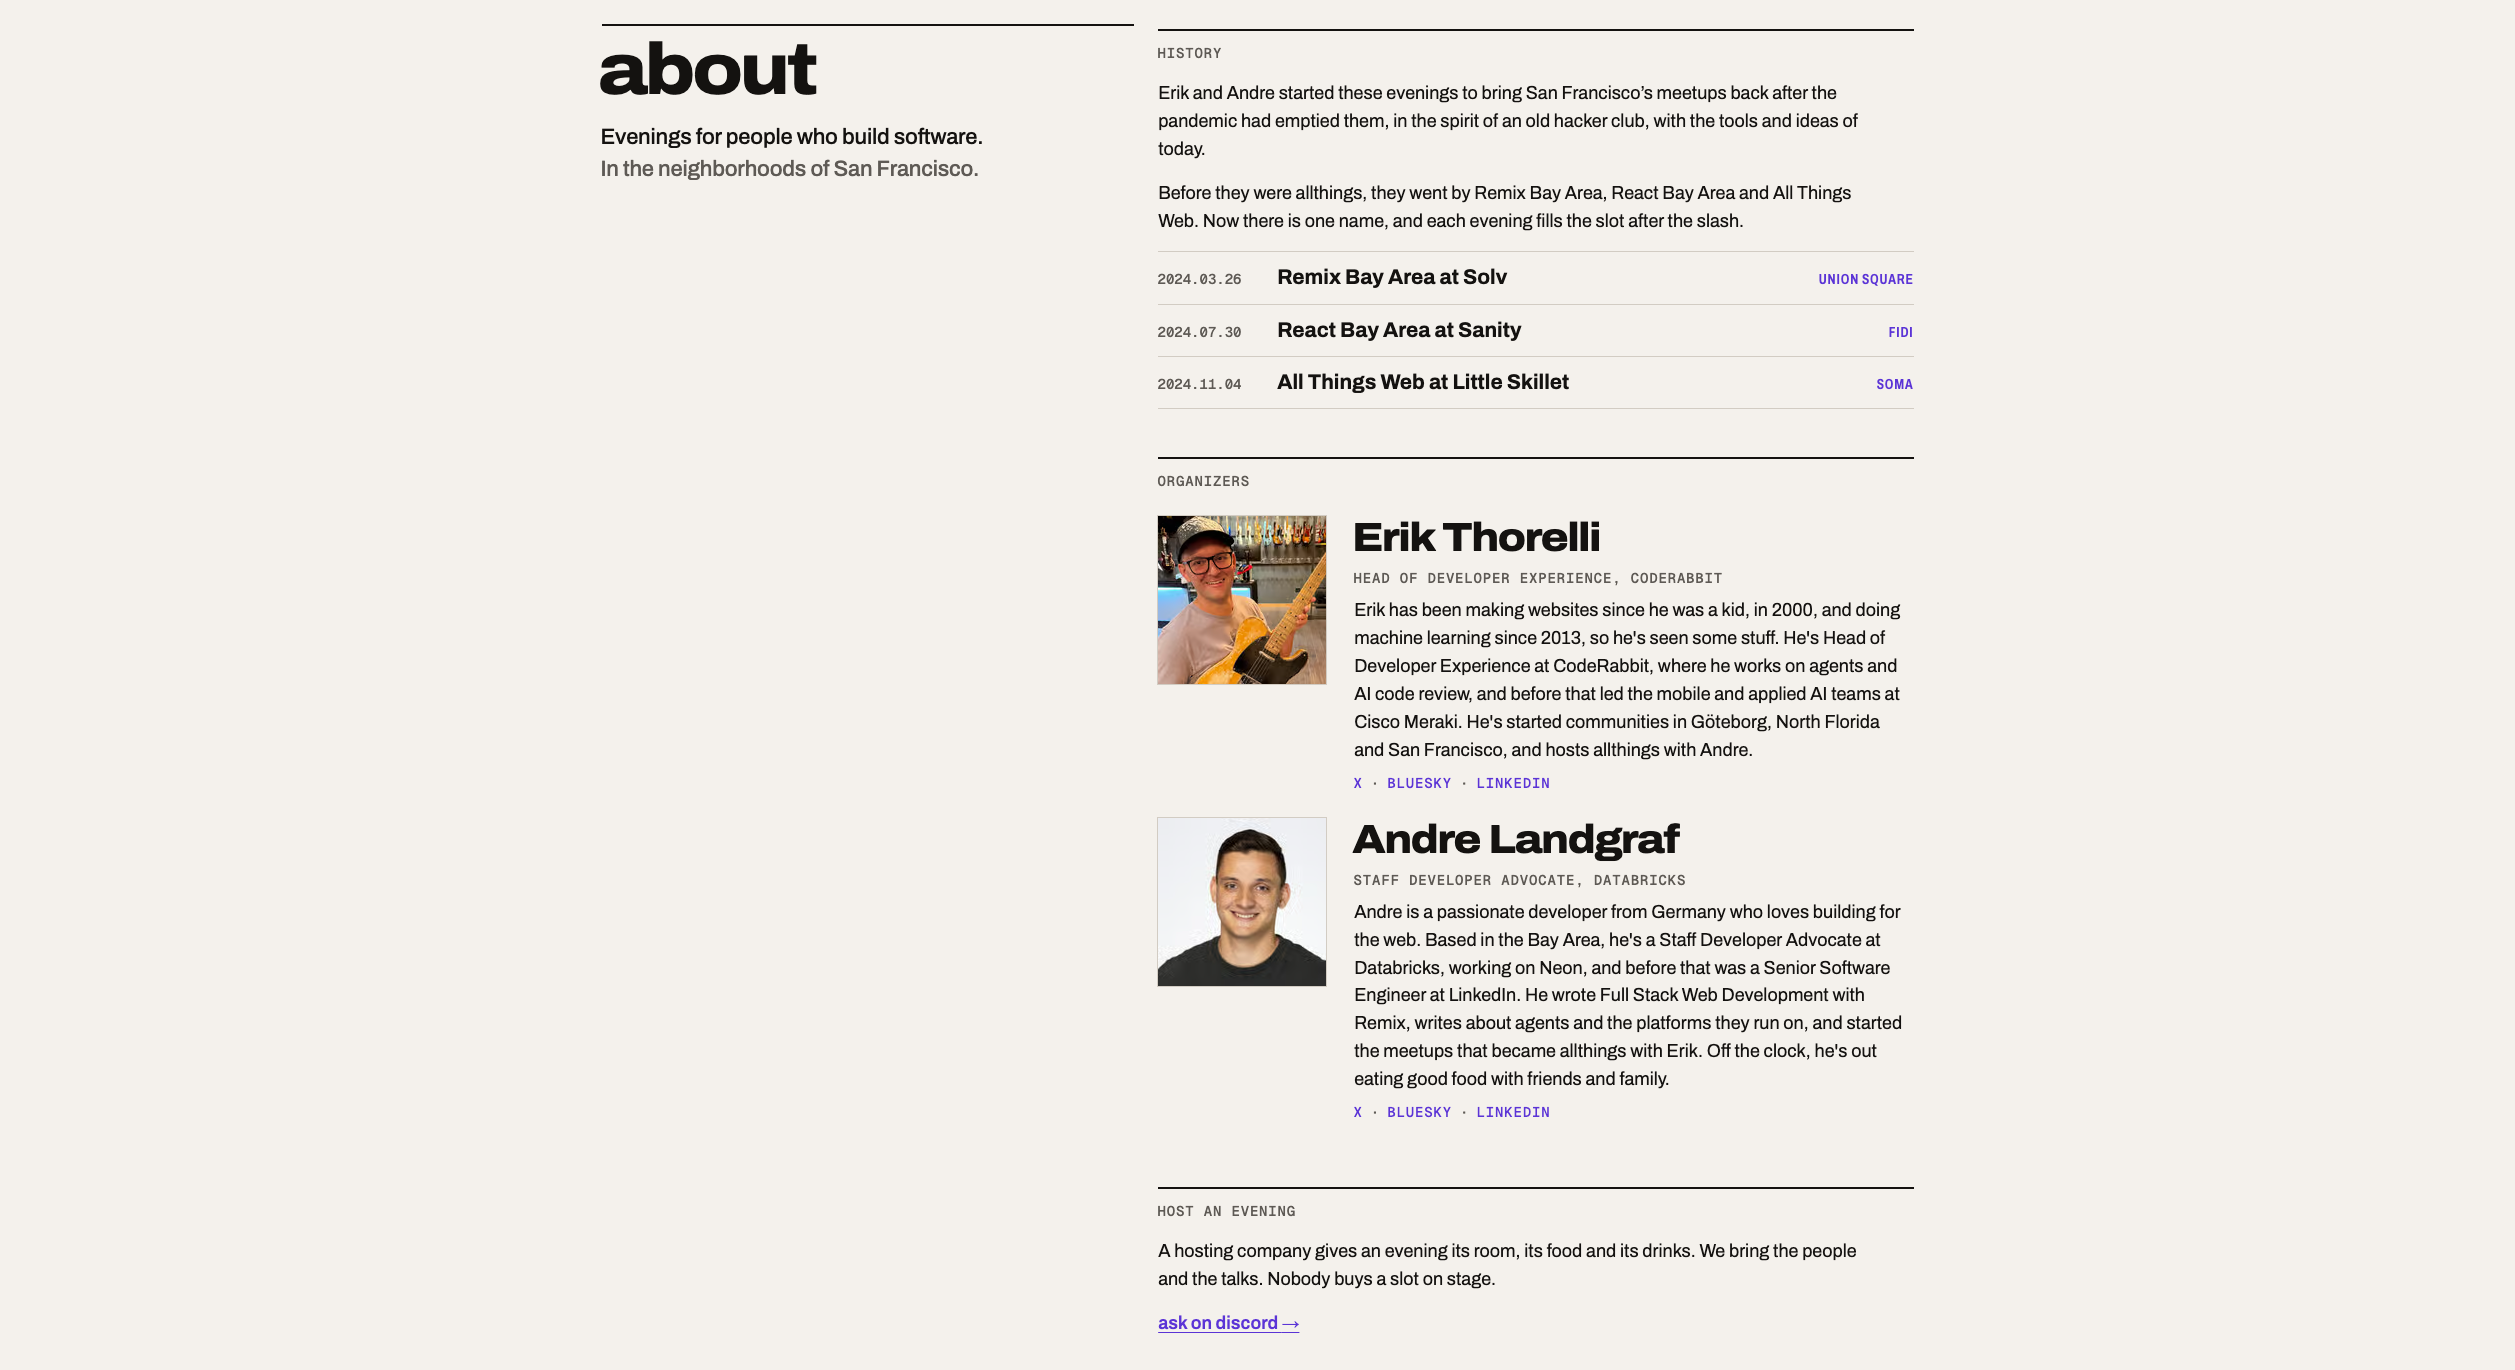 about
Evenings for people who build software.
In the neighborhoods of San Francisco.
HISTORY
Erik and Andre started these evenings to bring San Francisco’s meetups back after the
pandemic had emptied them, in the spirit of an old hacker club, with the tools and ideas of
today.
Before they were allthings, they went by Remix Bay Area, React Bay Area and All Things
Web. Now there is one name, and each evening fills the slot after the slash.
2024.03.26 Remix Bay Area at Solv UNION SQUARE
2024.07.30 React Bay Area at Sanity FIDI
2024.11.04 All Things Web at Little Skillet SOMA
ORGANIZERS
Erik Thorelli
HEAD OF DEVELOPER EXPERIENCE, CODERABBIT
Erik has been making websites since he was a kid, in 2000, and doing
machine learning since 2013, so he's seen some stuff. He's Head of
Developer Experience at CodeRabbit, where he works on agents and
AI code review, and before that led the mobile and applied AI teams at
Cisco Meraki. He's started communities in Göteborg, North Florida
and San Francisco, and hosts allthings with Andre.
X · BLUESKY · LINKEDIN
Andre Landgraf
STAFF DEVELOPER ADVOCATE, DATABRICKS
Andre is a passionate developer from Germany who loves building for
the web. Based in the Bay Area, he's a Staff Developer Advocate at
Databricks, working on Neon, and before that was a Senior Software
Engineer at LinkedIn. He wrote Full Stack Web Development with
Remix, writes about agents and the platforms they run on, and started
the meetups that became allthings with Erik. Off the clock, he's out
eating good food with friends and family.
X · BLUESKY · LINKEDIN
HOST AN EVENING
A hosting company gives an evening its room, its food and its drinks. We bring the people
and the talks. Nobody buys a slot on stage.
ask on discord →